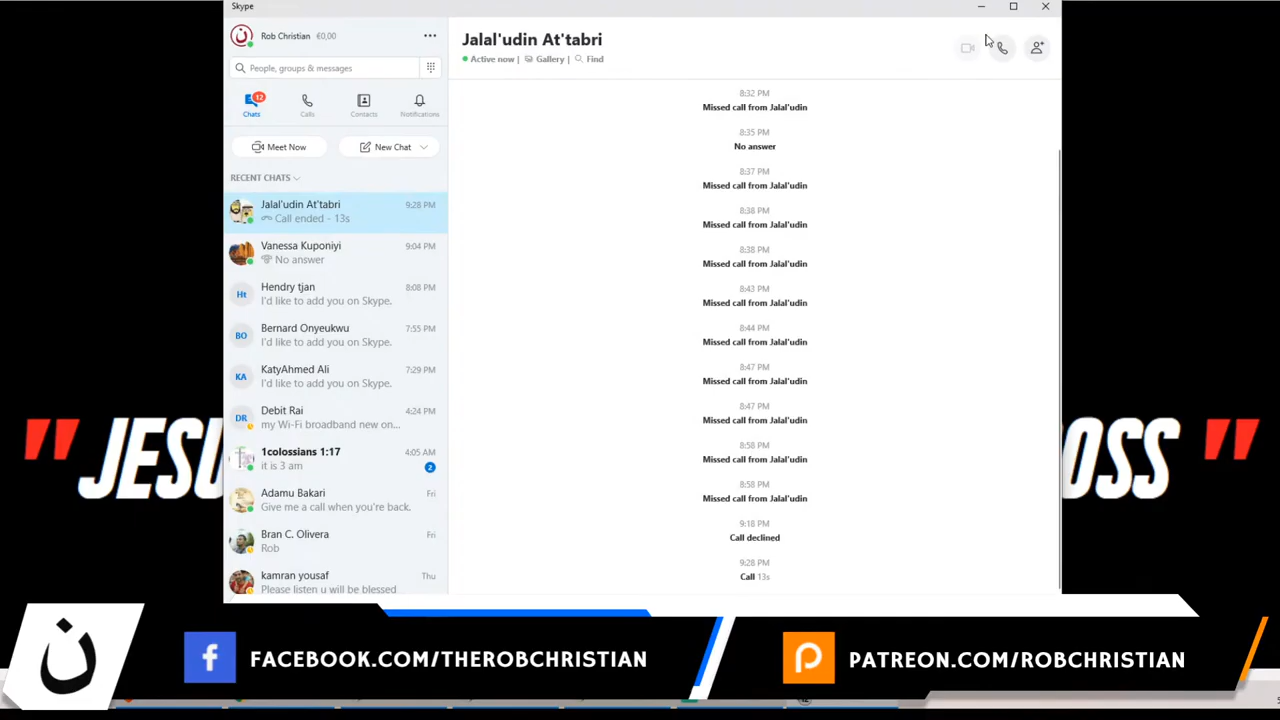 Skype
Rob Christian €0,00
People, groups & messages
12
Chats
Calls
Contacts
Notifications
Meet Now
New Chat
RECENT CHATS
Jalal'udin At'tabri 9:28 PM
Call ended - 13s
Vanessa Kuponiyi 9:04 PM
No answer
Hendry tjan 8:08 PM
Ht
I'd like to add you on Skype.
Bernard Onyeukwu 7:55 PM
BO
I'd like to add you on Skype.
KatyAhmed Ali 7:29 PM
KA
I'd like to add you on Skype.
Debit Rai 4:24 PM
DR
my Wi-Fi broadband new on...
1colossians 1:17 4:05 AM
it is 3 am 2
Adamu Bakari Fri
Give me a call when you're back.
Bran C. Olivera Fri
Rob
kamran yousaf Thu
Please listen u will be blessed
Jalal'udin At'tabri
Active now | Gallery | Find
8:32 PM
Missed call from Jalal'udin
8:35 PM
No answer
8:37 PM
Missed call from Jalal'udin
8:38 PM
Missed call from Jalal'udin
8:38 PM
Missed call from Jalal'udin
8:43 PM
Missed call from Jalal'udin
8:44 PM
Missed call from Jalal'udin
8:47 PM
Missed call from Jalal'udin
8:47 PM
Missed call from Jalal'udin
8:58 PM
Missed call from Jalal'udin
8:58 PM
Missed call from Jalal'udin
9:18 PM
Call declined
9:28 PM
Call 13s
" JESU OSS "
ن
f FACEBOOK.COM/THEROBCHRISTIAN
PATREON.COM/ROBCHRISTIAN